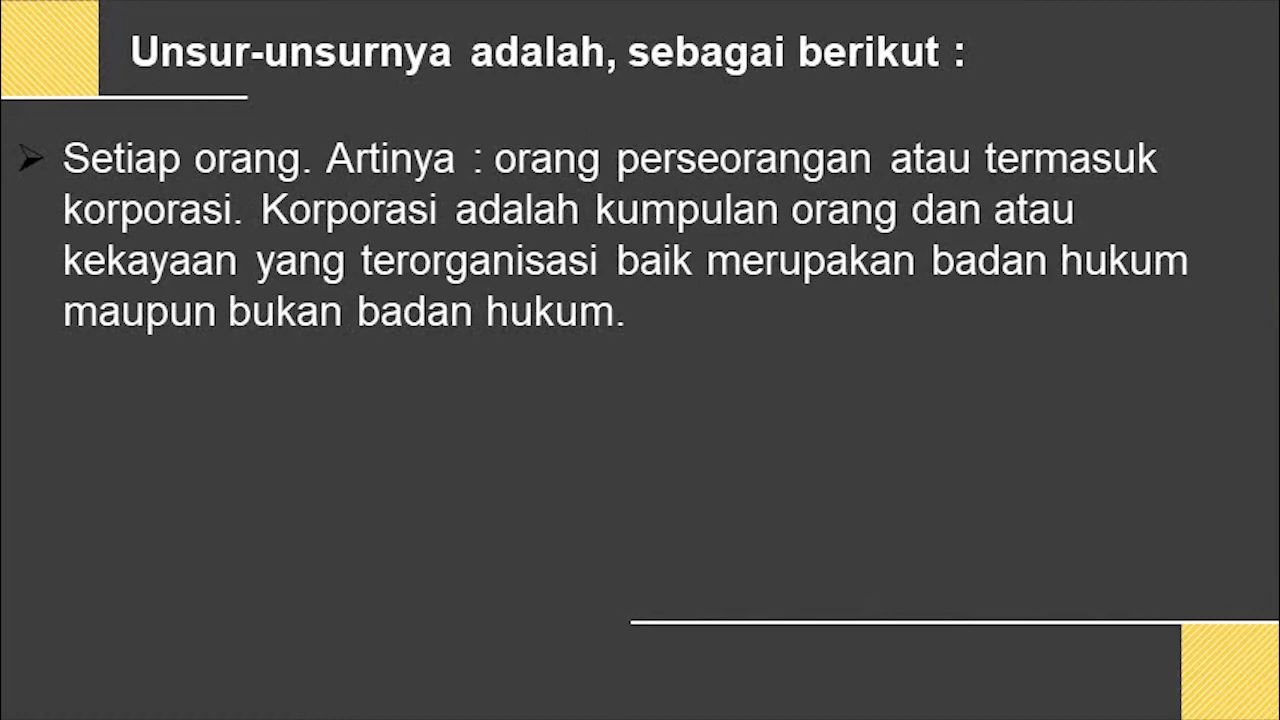 Unsur-unsurnya adalah, sebagai berikut :
Setiap orang. Artinya : orang perseorangan atau termasuk
korporasi. Korporasi adalah kumpulan orang dan atau
kekayaan yang terorganisasi baik merupakan badan hukum
maupun bukan badan hukum.